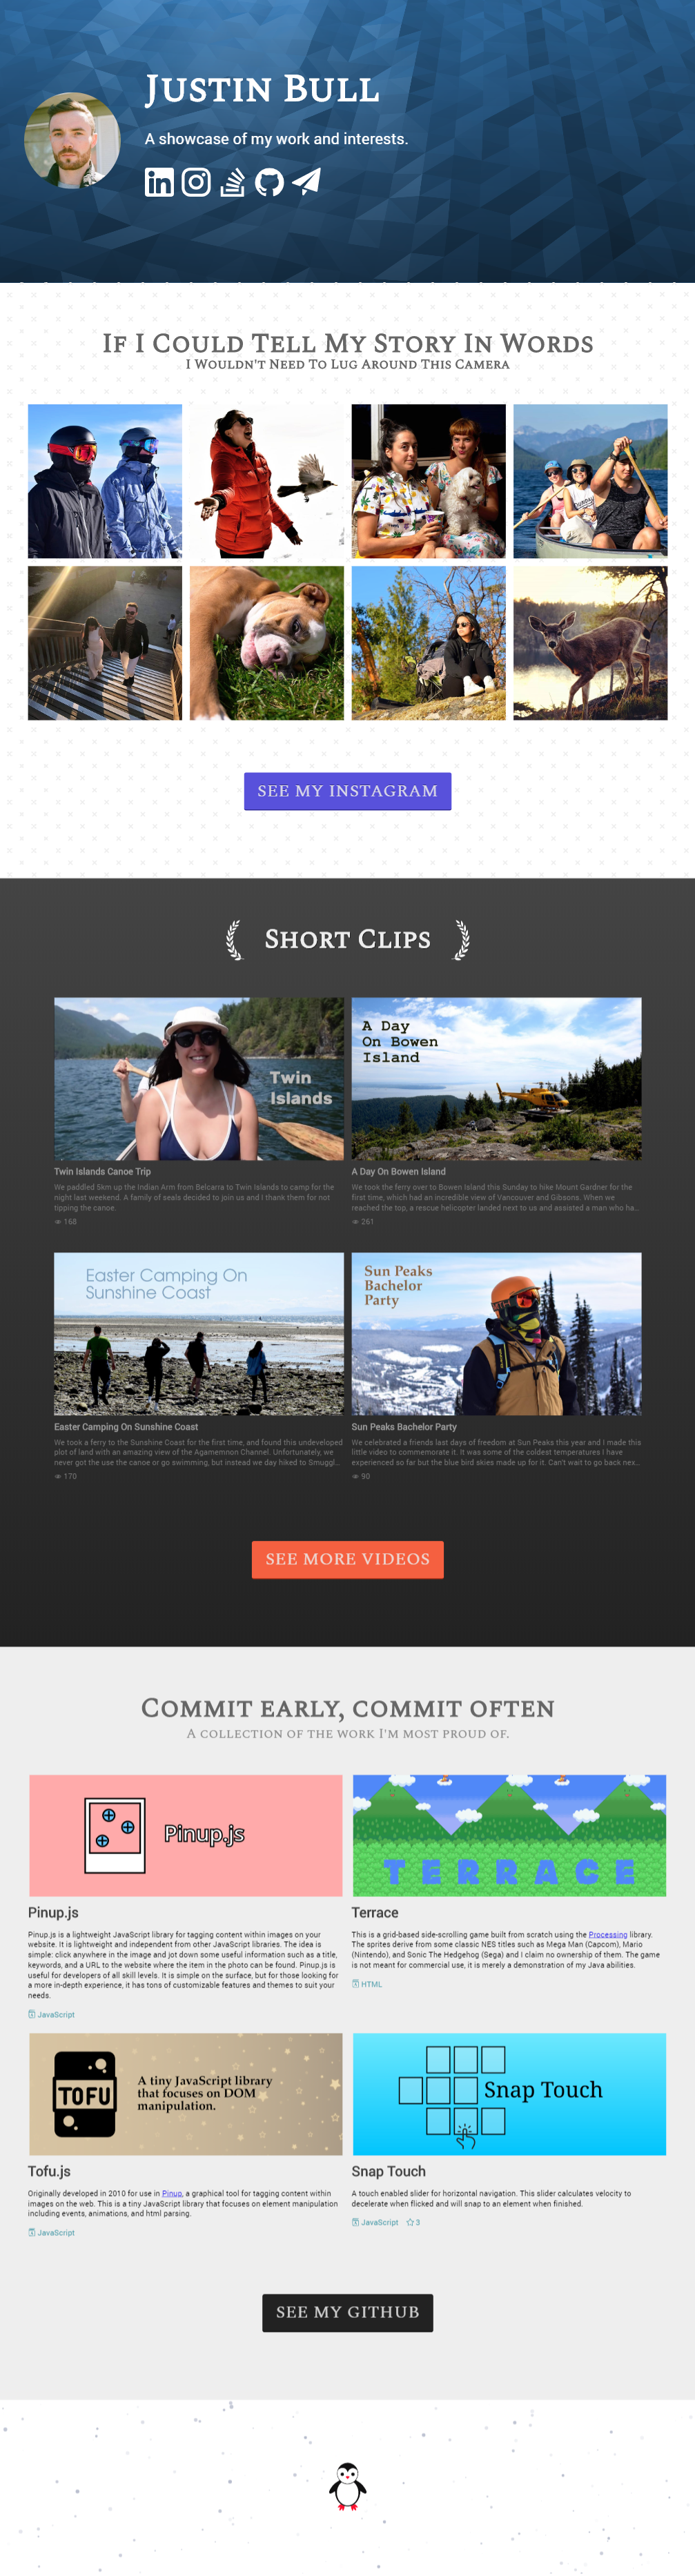 Justin Bull
A showcase of my work and interests.
If I Could Tell My Story In Words
I Wouldn't Need To Lug Around This Camera
SEE MY INSTAGRAM
Short Clips
Twin
Islands
A Day
On Bowen
Island
Twin Islands Canoe Trip
We paddled 5km up the Indian Arm from Belcarra to Twin Islands to camp for the
night last weekend. A family of seals decided to join us and I thank them for not
tipping the canoe.
168
A Day On Bowen Island
We took the ferry over to Bowen Island this Sunday to hike Mount Gardner for the
first time, which had an incredible view of Vancouver and Gibsons. When we
reached the top, a rescue helicopter landed next to us and assisted a man who ha...
261
Easter Camping On
Sunshine Coast
Sun Peaks
Bachelor
Party
Easter Camping On Sunshine Coast
We took a ferry to the Sunshine Coast for the first time, and found this undeveloped
plot of land with an amazing view of the Agamemnon Channel. Unfortunately, we
never got the use the canoe or go swimming, but instead we day hiked to Smuggl...
170
Sun Peaks Bachelor Party
We celebrated a friends last days of freedom at Sun Peaks this year and I made this
little video to commemorate it. It was some of the coldest temperatures I have
experienced so far but the blue bird skies made up for it. Can't wait to go back nex...
90
SEE MORE VIDEOS
Commit early, commit often
A collection of the work I'm most proud of.
Pinup.js
TERRACE
Pinup.js
Pinup.js is a lightweight JavaScript library for tagging content within images on your
website. It is lightweight and independent from other JavaScript libraries. The idea is
simple: click anywhere in the image and jot down some useful information such as a title,
keywords, and a URL to the website where the item in the photo can be found. Pinup.js is
useful for developers of all skill levels. It is simple on the surface, but for those looking for
a more in-depth experience, it has tons of customizable features and themes to suit your
needs.
JavaScript
Terrace
This is a grid-based side-scrolling game built from scratch using the Processing library.
The sprites derive from some classic NES titles such as Mega Man (Capcom), Mario
(Nintendo), and Sonic The Hedgehog (Sega) and I claim no ownership of them. The game
is not meant for commercial use, it is merely a demonstration of my Java abilities.
HTML
TOFU
A tiny JavaScript library
that focuses on DOM
manipulation.
Snap Touch
Tofu.js
Originally developed in 2010 for use in Pinup, a graphical tool for tagging content within
images on the web. This is a tiny JavaScript library that focuses on element manipulation
including events, animations, and html parsing.
JavaScript
Snap Touch
A touch enabled slider for horizontal navigation. This slider calculates velocity to
decelerate when flicked and will snap to an element when finished.
JavaScript 3
SEE MY GITHUB